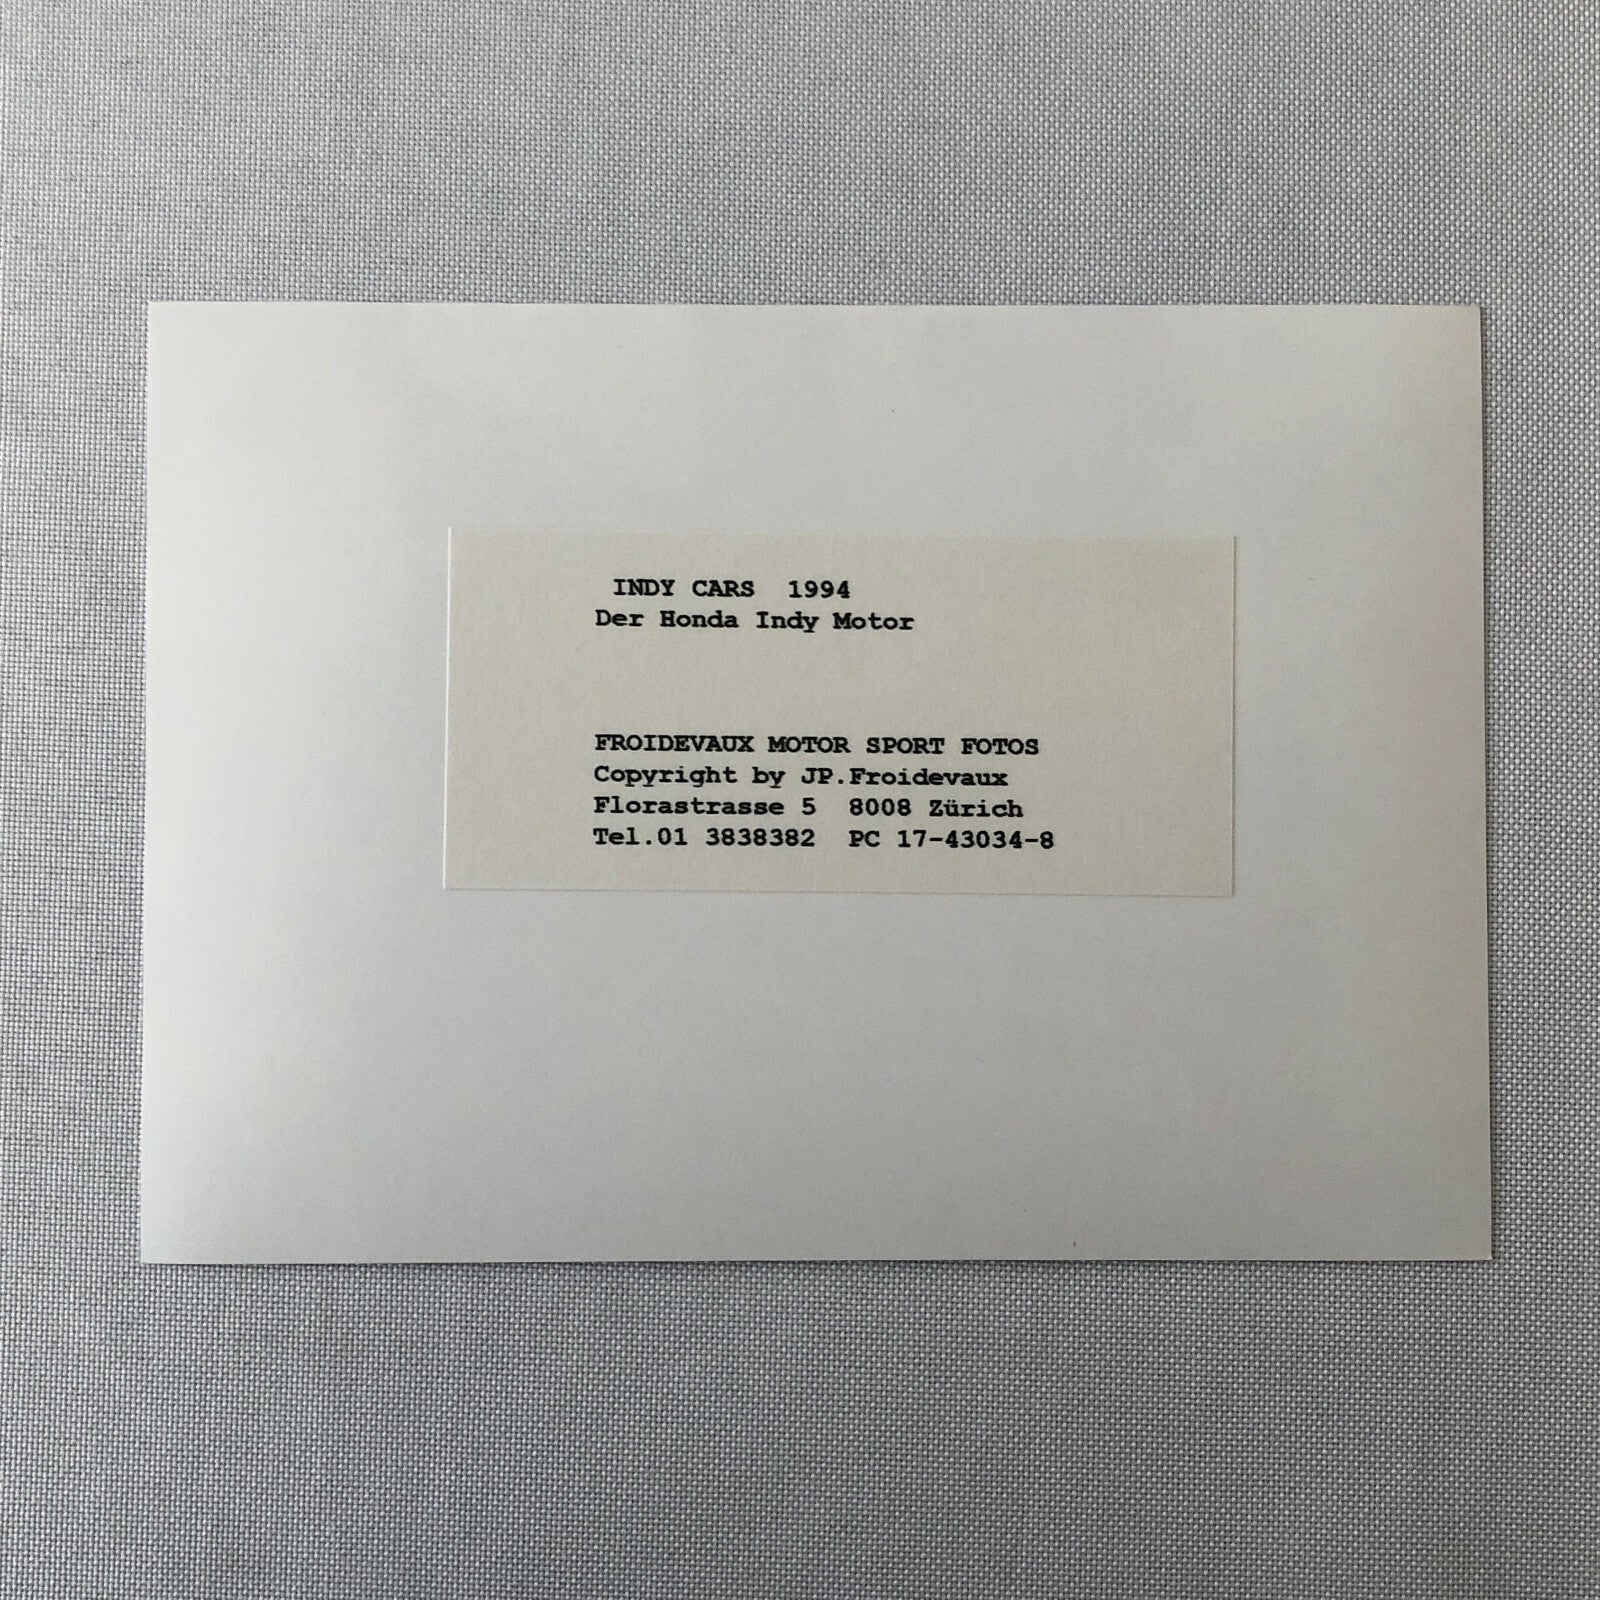 INDY CARS 1994
Der Honda Indy Motor
FROIDEVAUX MOTOR SPORT FOTOS
Copyright by JP.Froidevaux
Florastrasse 5 8008 Zürich
Tel.01 3838382 PC 17-43034-8